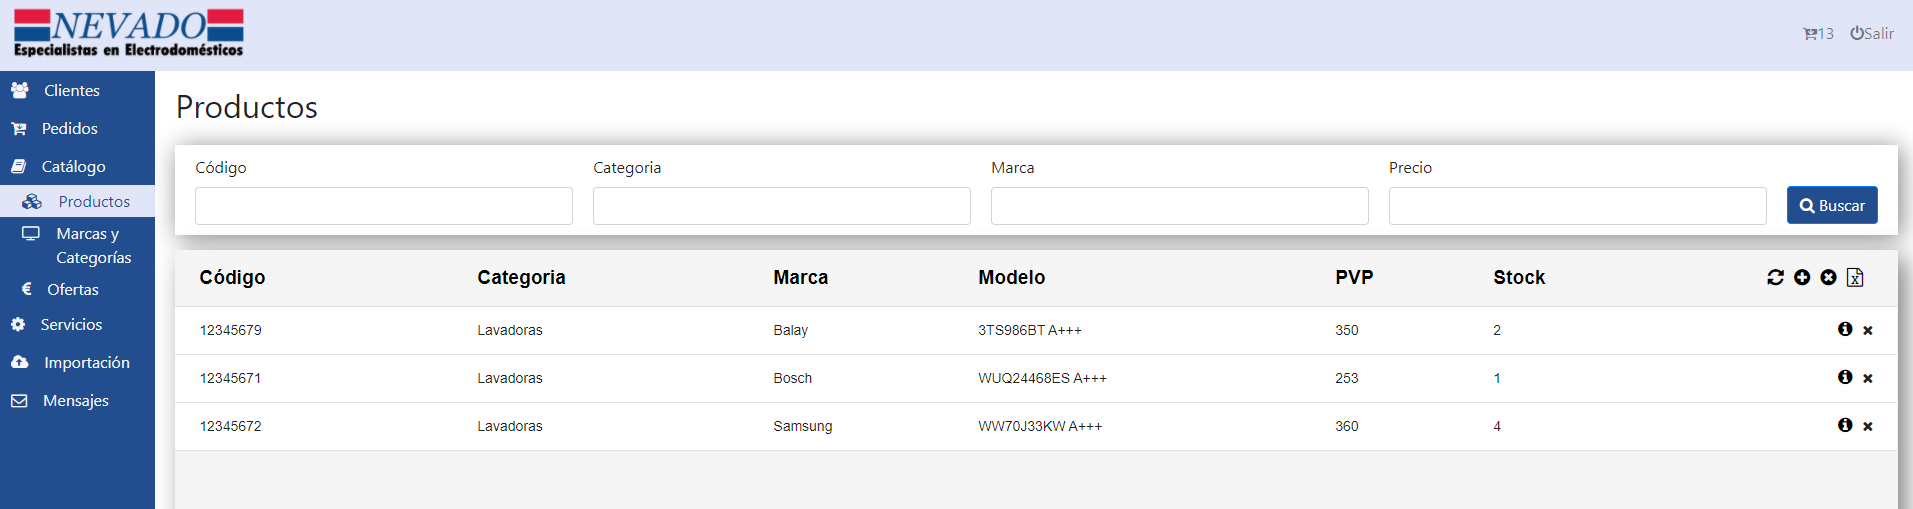 NEVADO
Especialistas en Electrodomésticos
13 Salir
Clientes
Pedidos
Catálogo
Productos
Marcas y
Categorías
€ Ofertas
Servicios
Importación
Mensajes
Productos
Código Categoria Marca Precio
Buscar
Código Categoria Marca Modelo PVP Stock
12345679 Lavadoras Balay 3TS986BT A+++ 350 2
12345671 Lavadoras Bosch WUQ24468ES A+++ 253 1
12345672 Lavadoras Samsung WW70J33KW A+++ 360 4